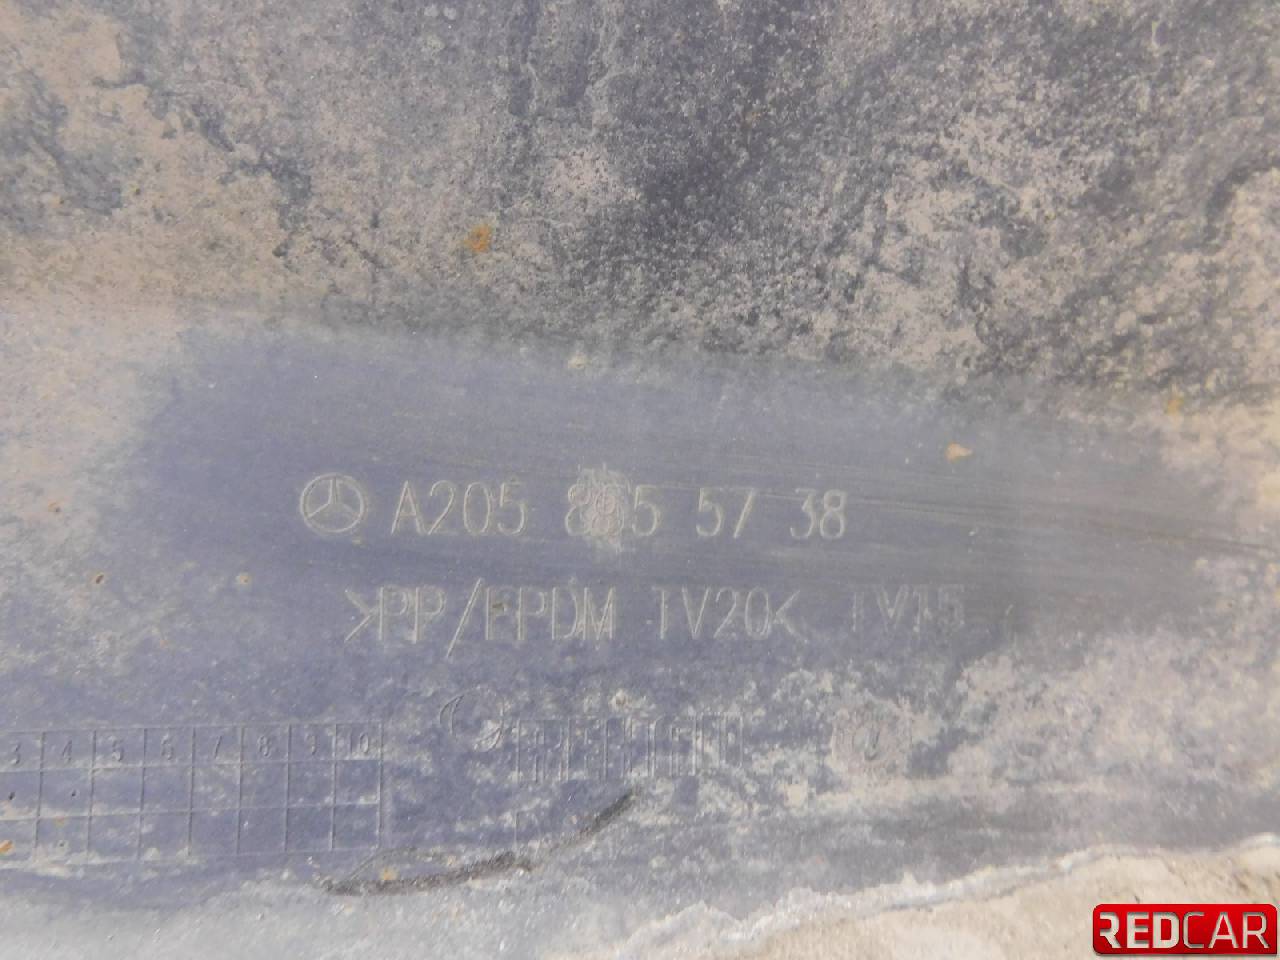 A205 885 57 38
>PP/EPDM TV20< TV15
3 4 5 6 7 8 9 10
REDCAR